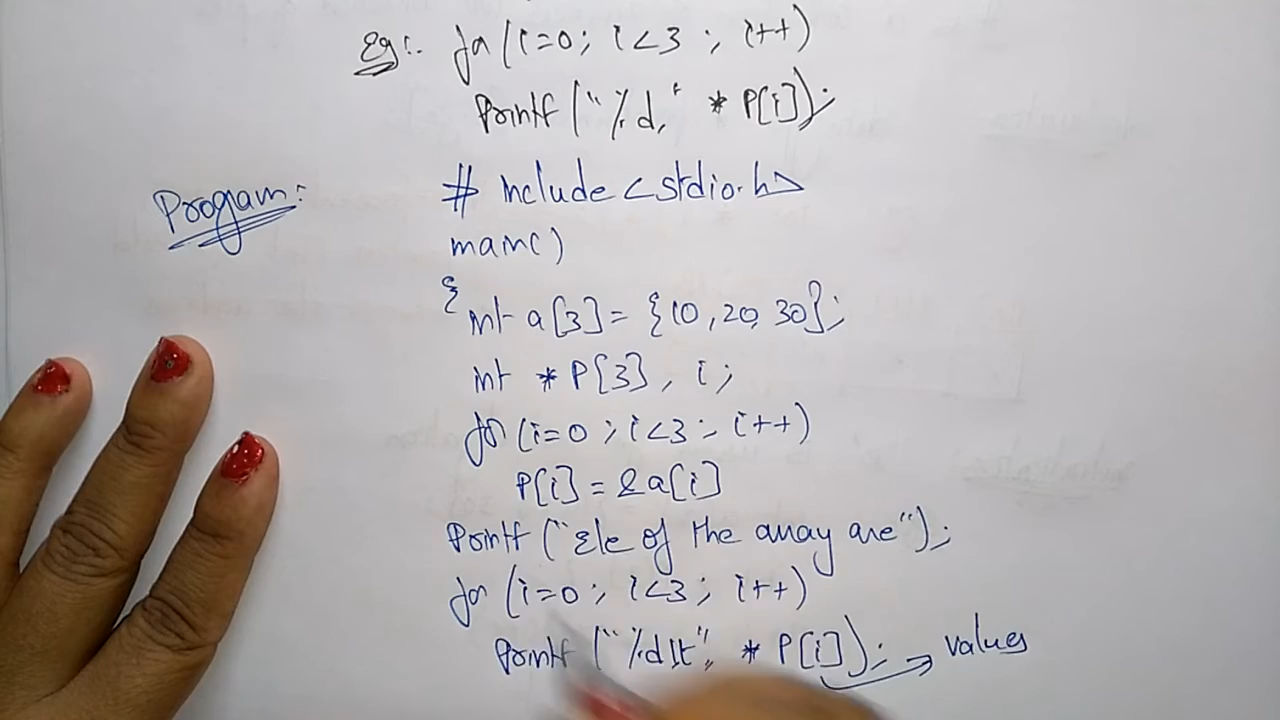 Eg:- for (i=0; i<3 ; i++)
Printf ("%d," * P[i]);
Progam:
# include <stdio.h>
main()
{
int a[3] = {10, 20, 30};
int * P[3], i;
for (i=0 ; i<3 ; i++)
P[i] = &a[i]
Printf ("Ele of the array are");
for (i=0; i<3; i++)
Printf ("%d\t", * P[i]); → values